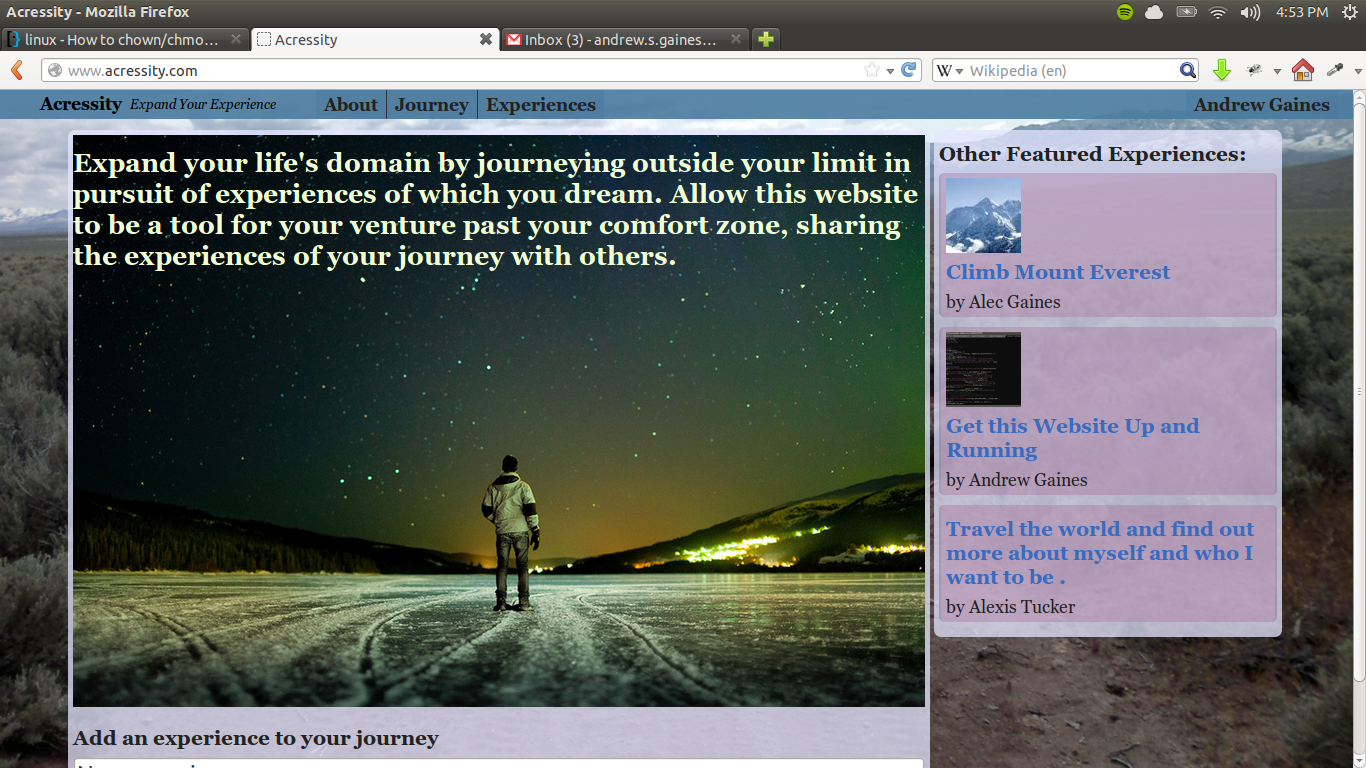 Acressity - Mozilla Firefox
4:53 PM
linux - How to chown/chmo...
Acressity
Inbox (3) - andrew.s.gaines...
www.acressity.com
W
Wikipedia (en)
Acressity Expand Your Experience
About
Journey
Experiences
Andrew Gaines
Expand your life's domain by journeying outside your limit in
pursuit of experiences of which you dream. Allow this website
to be a tool for your venture past your comfort zone, sharing
the experiences of your journey with others.
Add an experience to your journey
Other Featured Experiences:
Climb Mount Everest
by Alec Gaines
Get this Website Up and
Running
by Andrew Gaines
Travel the world and find out
more about myself and who I
want to be .
by Alexis Tucker